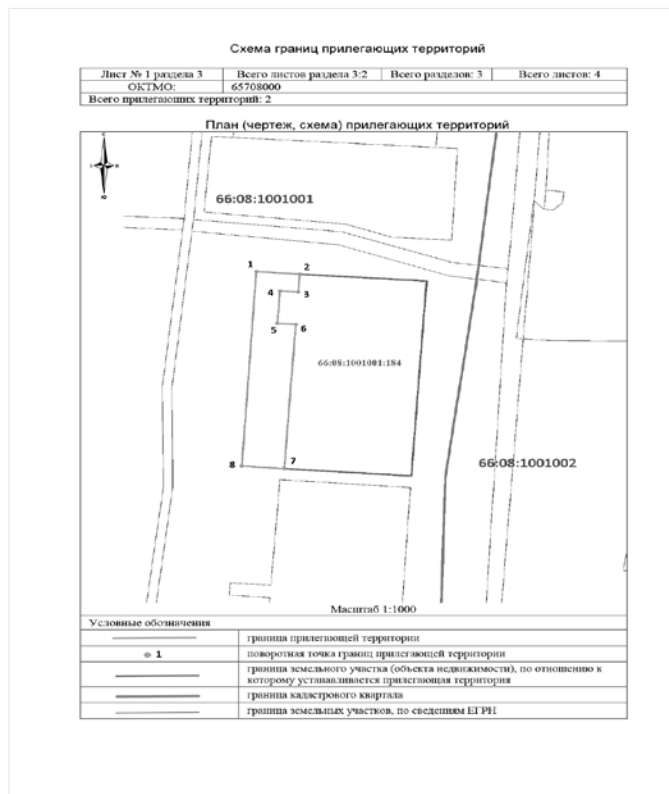 Схема границ прилегающих территорий
Лист № 1 раздела 3 Всего листов раздела 3:2 Всего разделов: 3 Всего листов: 4
ОКТМО: 65708000
Всего прилегающих территорий: 2
План (чертеж, схема) прилегающих территорий
С
Ю
66:08:1001001
1
2
4
3
5
6
66:08:1001001:184
66:08:1001002
8
7
Масштаб 1:1000
Условные обозначения
граница прилегающей территории
1 поворотная точка границ прилегающей территории
граница земельного участка (объекта недвижимости), по отношению к
которому устанавливается прилегающая территория
граница кадастрового квартала
граница земельных участков, по сведениям ЕГРН